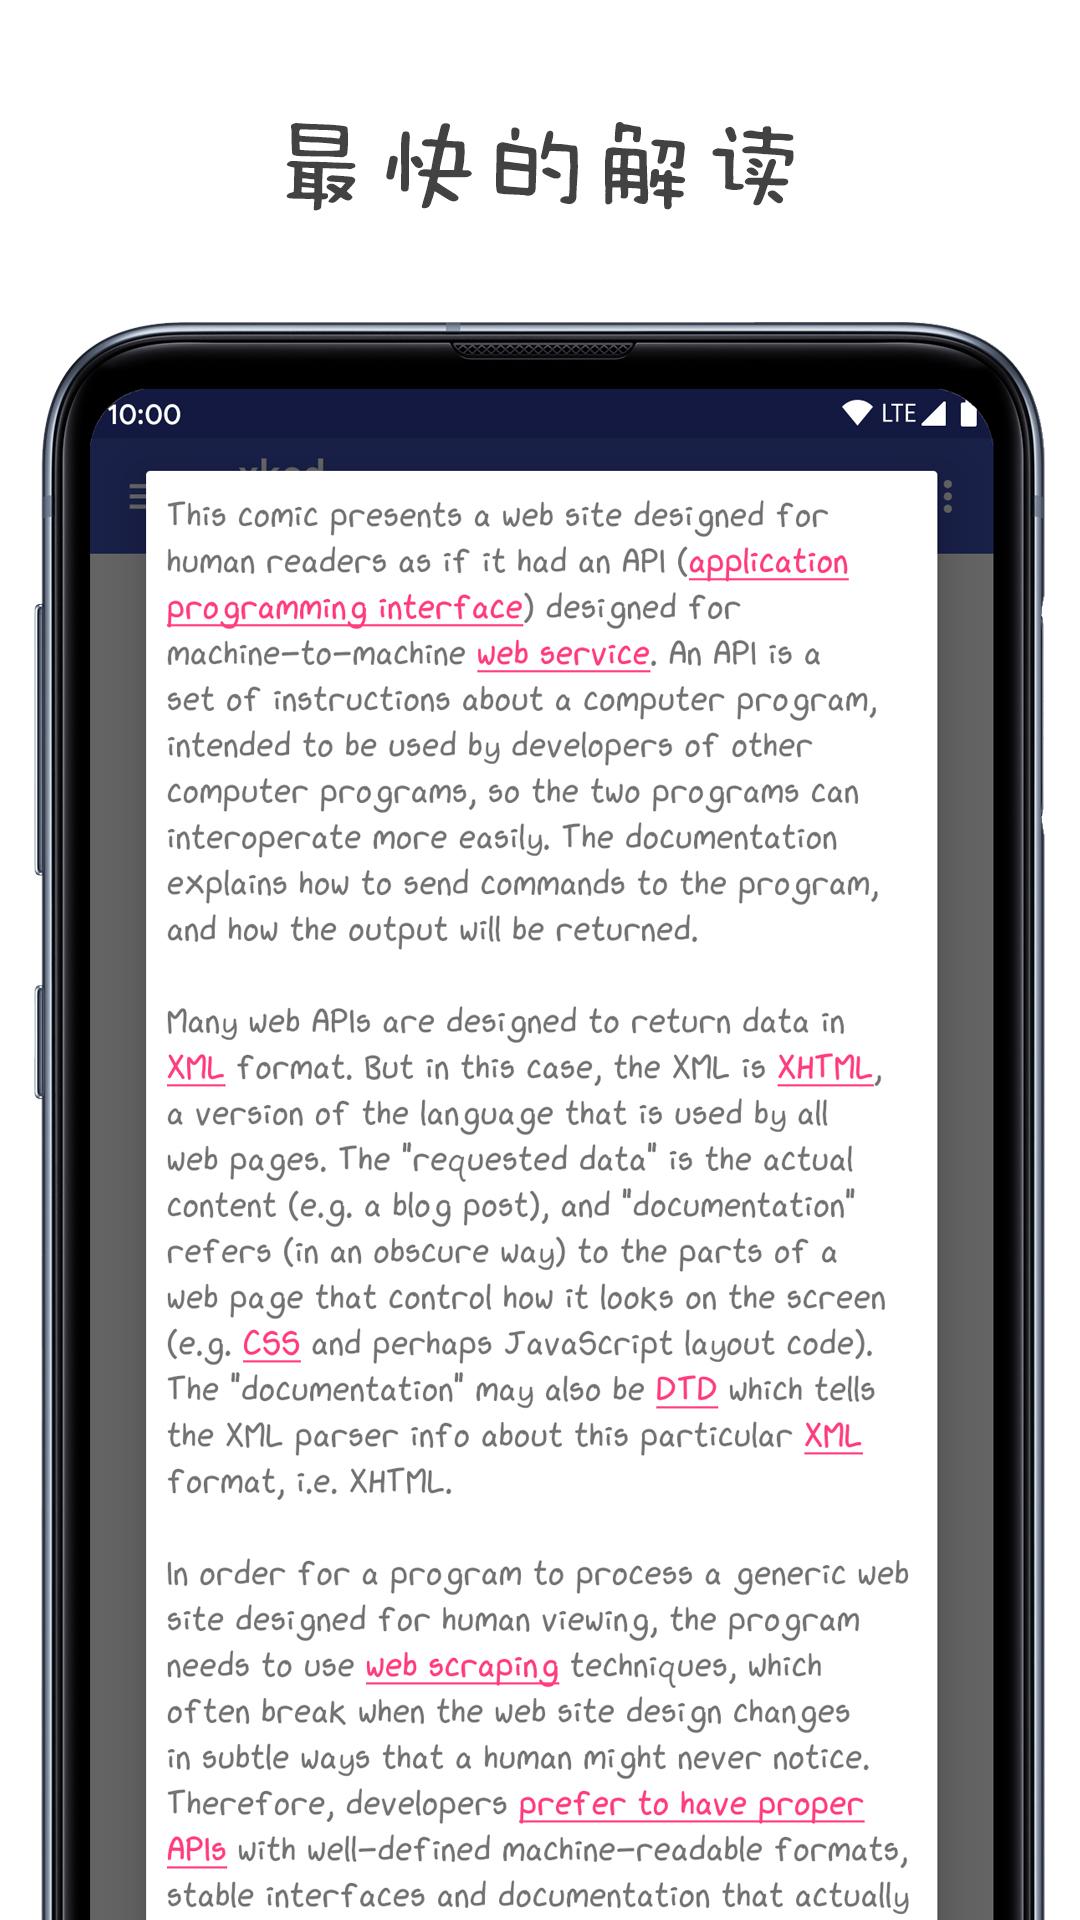 最快的解读
10:00 LTE
xkcd
This comic presents a web site designed for
human readers as if it had an API (application
programming interface) designed for
machine-to-machine web service. An API is a
set of instructions about a computer program,
intended to be used by developers of other
computer programs, so the two programs can
interoperate more easily. The documentation
explains how to send commands to the program,
and how the output will be returned.
Many web APIs are designed to return data in
XML format. But in this case, the XML is XHTML,
a version of the language that is used by all
web pages. The "requested data" is the actual
content (e.g. a blog post), and "documentation"
refers (in an obscure way) to the parts of a
web page that control how it looks on the screen
(e.g. CSS and perhaps JavaScript layout code).
The "documentation" may also be DTD which tells
the XML parser info about this particular XML
format, i.e. XHTML.
In order for a program to process a generic web
site designed for human viewing, the program
needs to use web scraping techniques, which
often break when the web site design changes
in subtle ways that a human might never notice.
Therefore, developers prefer to have proper
APIs with well-defined machine-readable formats,
stable interfaces and documentation that actually